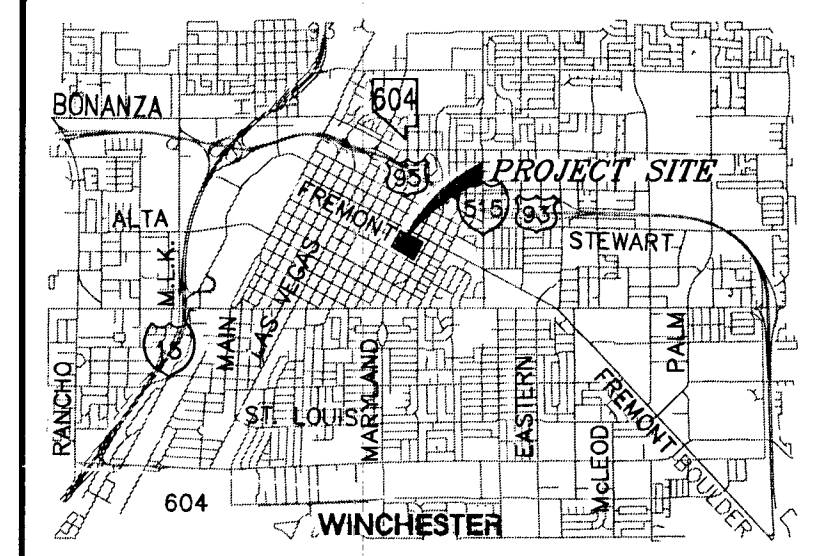 93
BONANZA
604
95
PROJECT SITE
FREMONT
515
93
ALTA
STEWART
M.L.K.
LAS VEGAS
MAIN
15
RANCHO
MARYLAND
EASTERN
PALM
FREMONT
ST. LOUIS
McLEOD
BOULDER
604
WINCHESTER